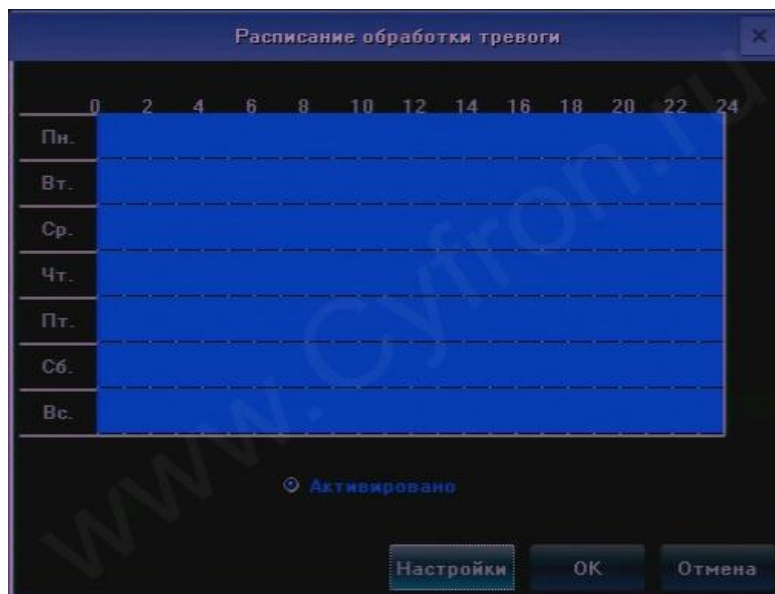 Расписание обработки тревоги
0 2 4 6 8 10 12 14 16 18 20 22 24
Пн.
Вт.
Ср.
Чт.
Пт.
Сб.
Вс.
Активировано
Настройки OK Отмена
www.Cyfron.ru